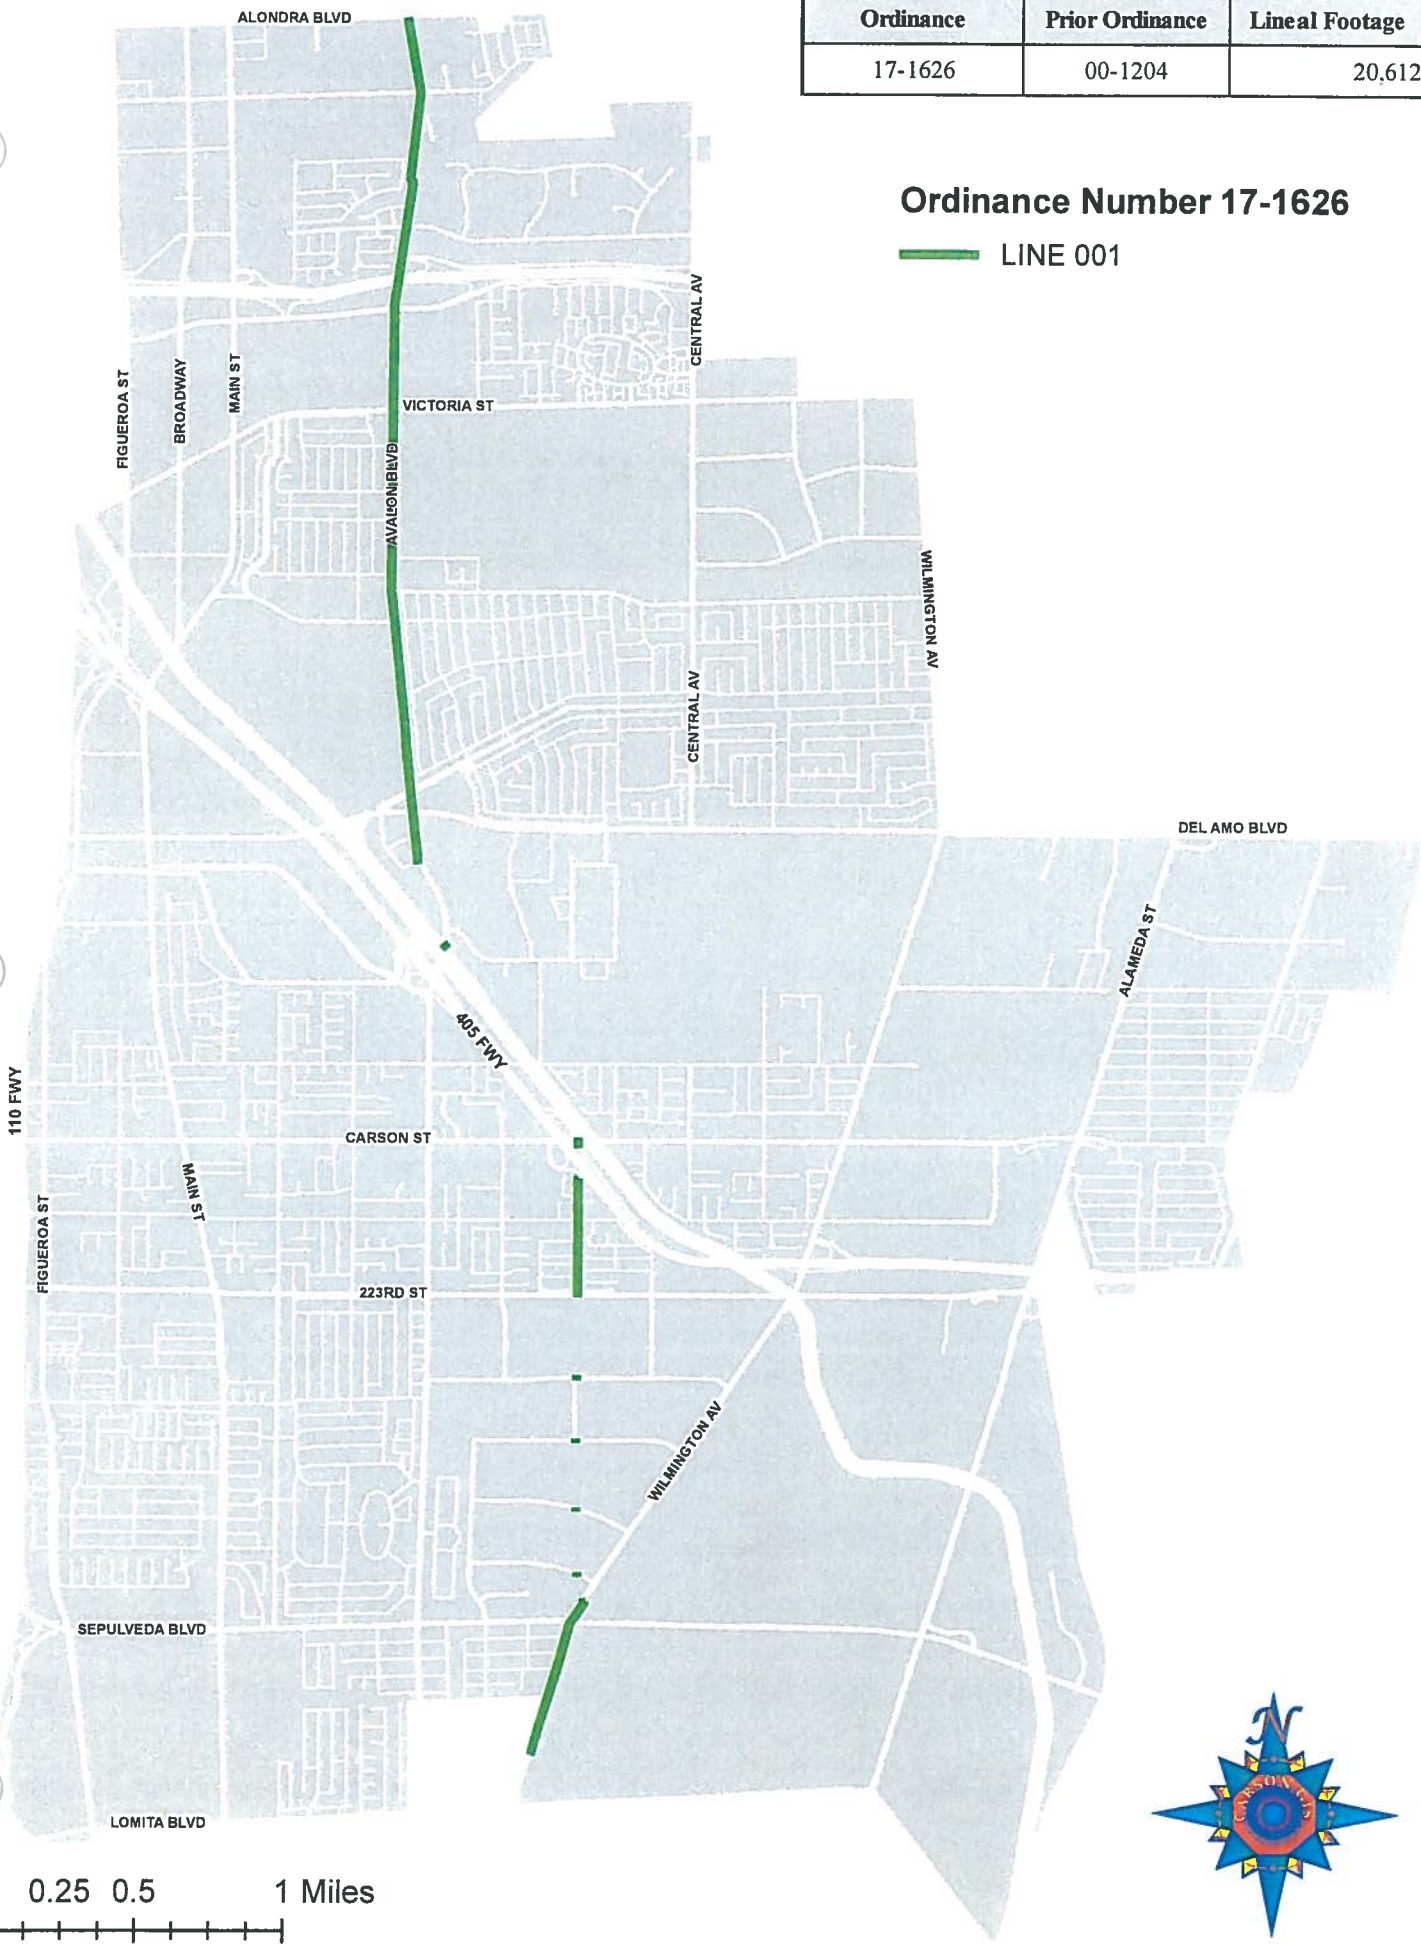 ALONDRA BLVD
Ordinance Prior Ordinance Lineal Footage
17-1626 00-1204 20,612
Ordinance Number 17-1626
LINE 001
CENTRAL AV
FIGUEROA ST
BROADWAY
MAIN ST
VICTORIA ST
AVALON BLVD
WILMINGTON AV
CENTRAL AV
DEL AMO BLVD
ALAMEDA ST
405 FWY
110 FWY
CARSON ST
MAIN ST
FIGUEROA ST
223RD ST
WILMINGTON AV
SEPULVEDA BLVD
LOMITA BLVD
N
CARSON GIS
0.25 0.5 1 Miles